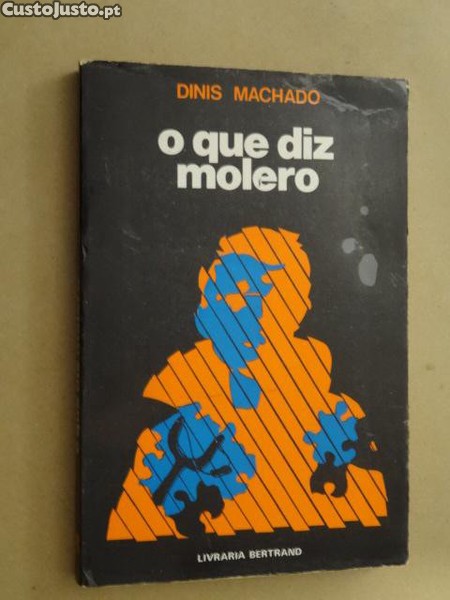 CustoJusto.pt
DINIS MACHADO
o que diz
molero
LIVRARIA BERTRAND